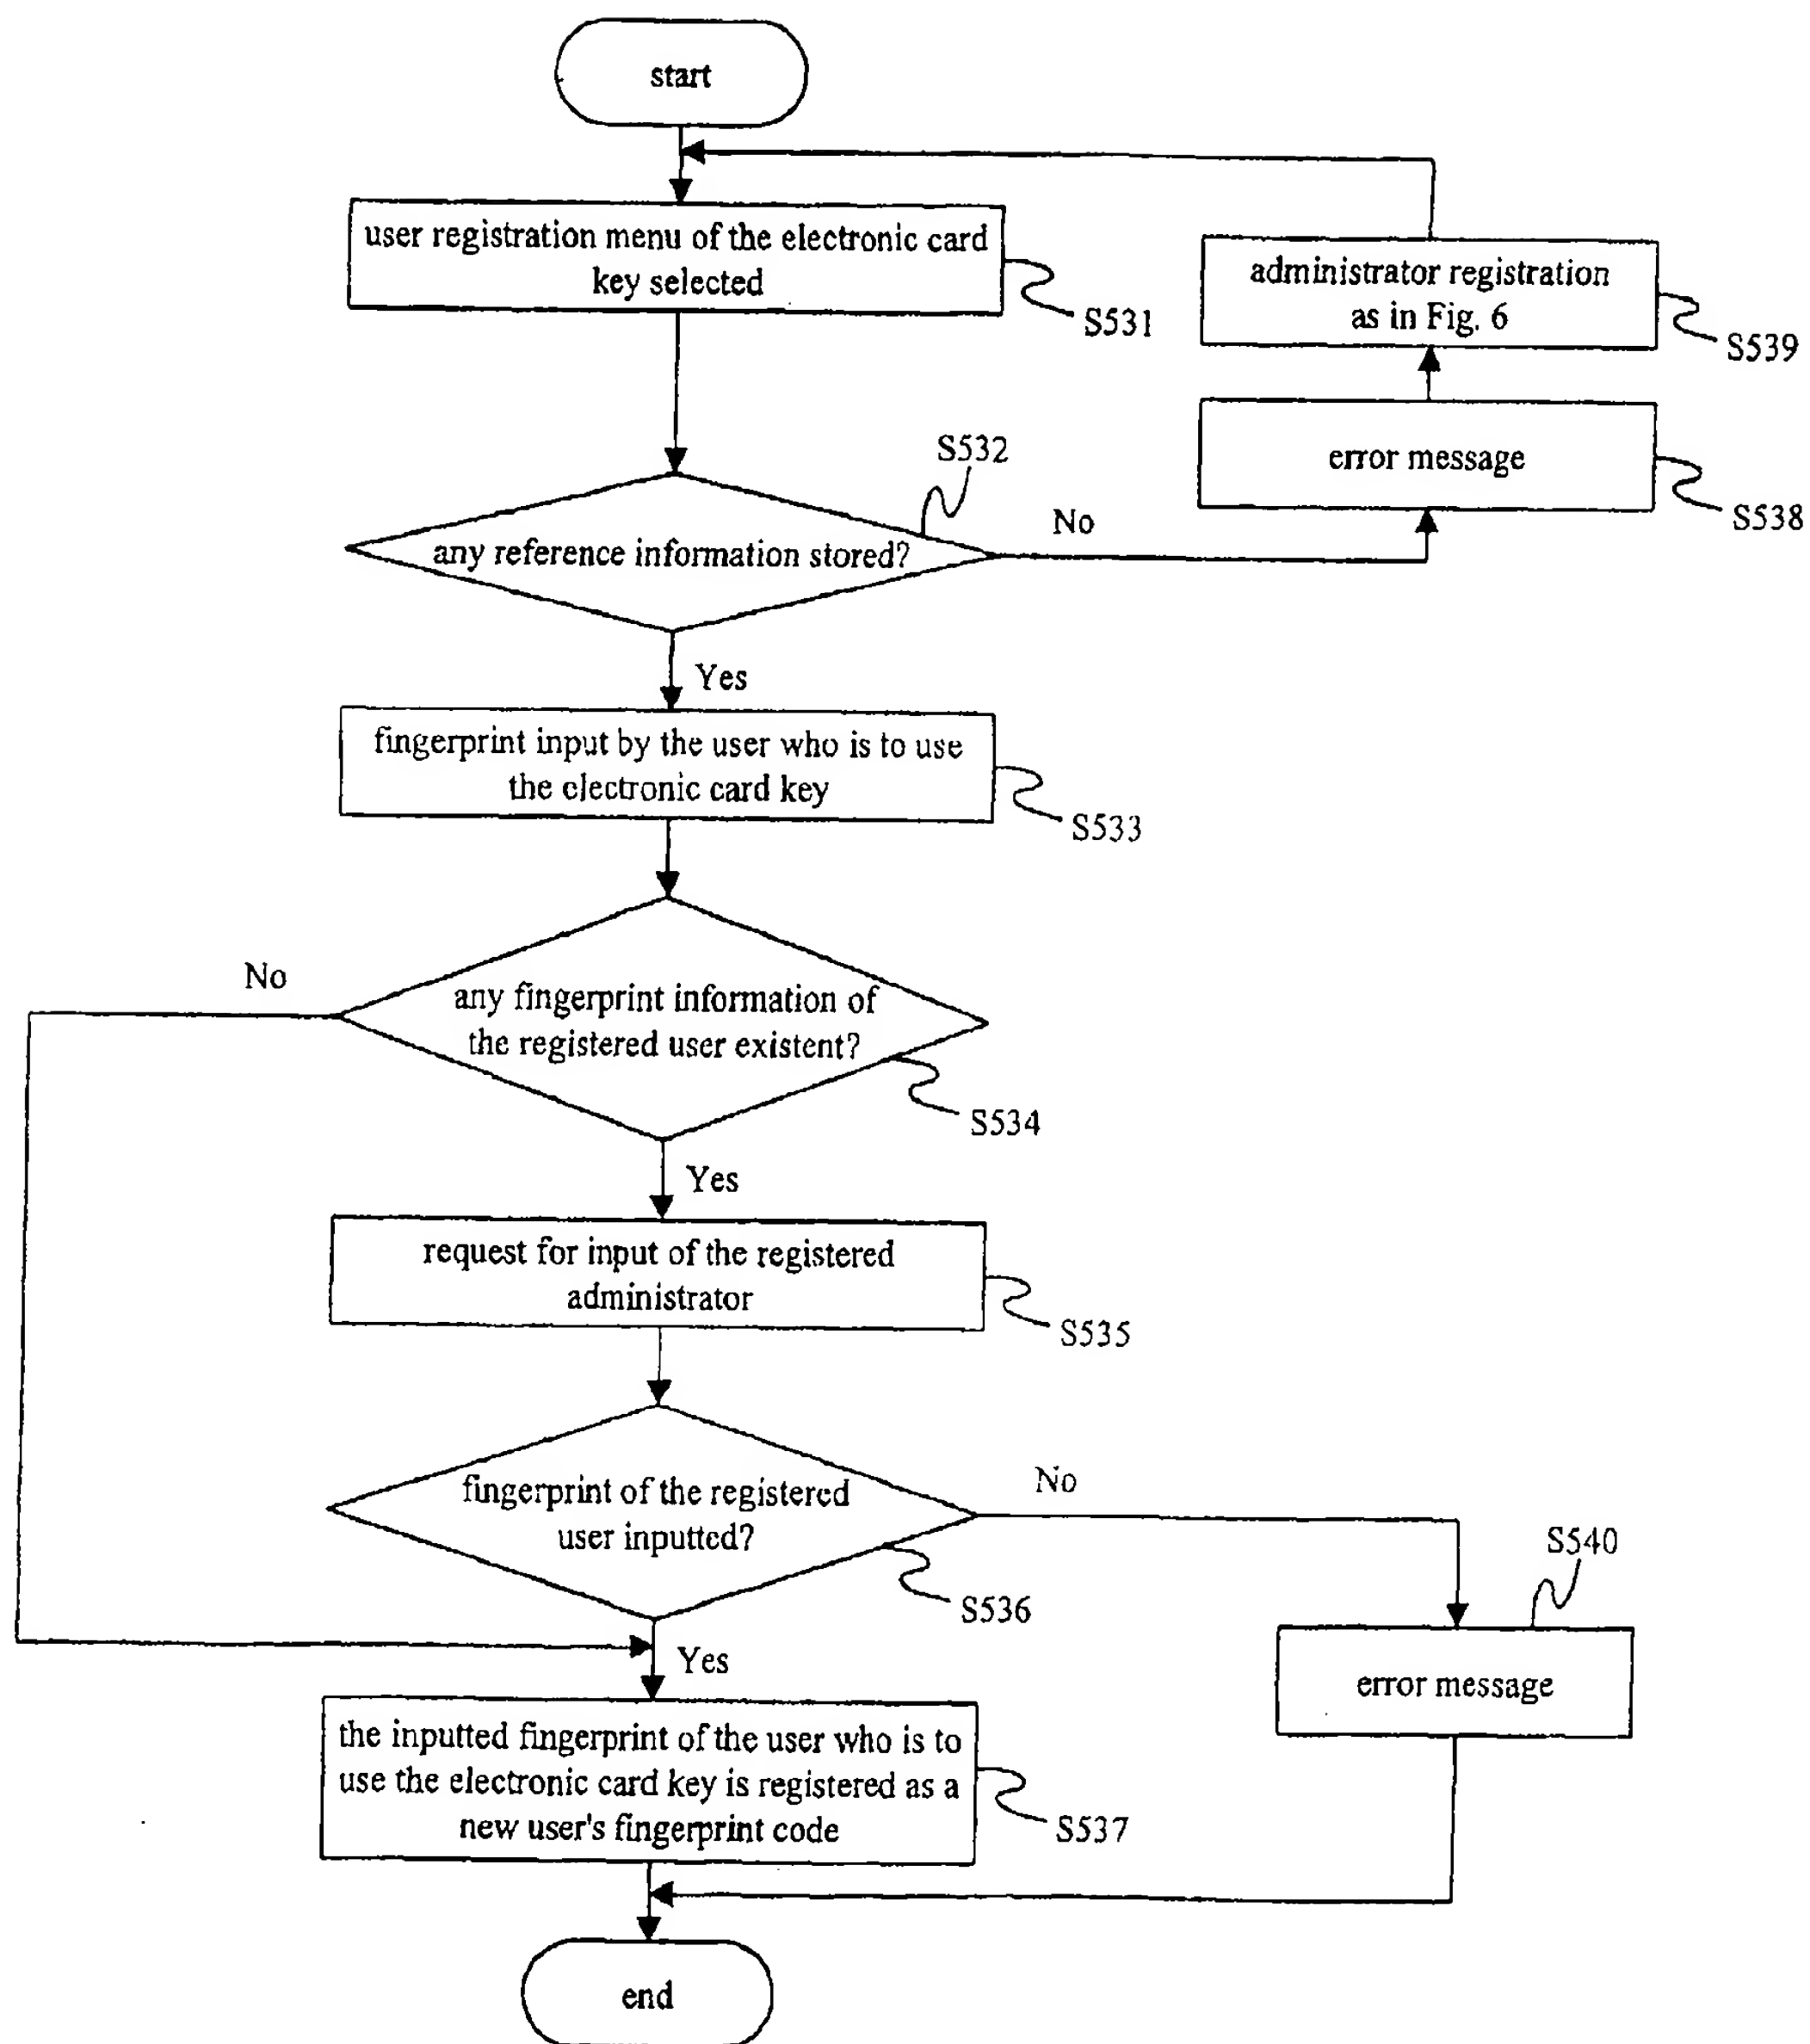 start
user registration menu of the electronic card
key selected
S531
administrator registration
as in Fig. 6
S539
error message
S538
S532
any reference information stored?
No
Yes
fingerprint input by the user who is to use
the electronic card key
S533
No
any fingerprint information of
the registered user existent?
S534
Yes
request for input of the registered
administrator
S535
fingerprint of the registered
user inputted?
No
S536
S540
error message
Yes
the inputted fingerprint of the user who is to
use the electronic card key is registered as a
new user's fingerprint code
S537
end